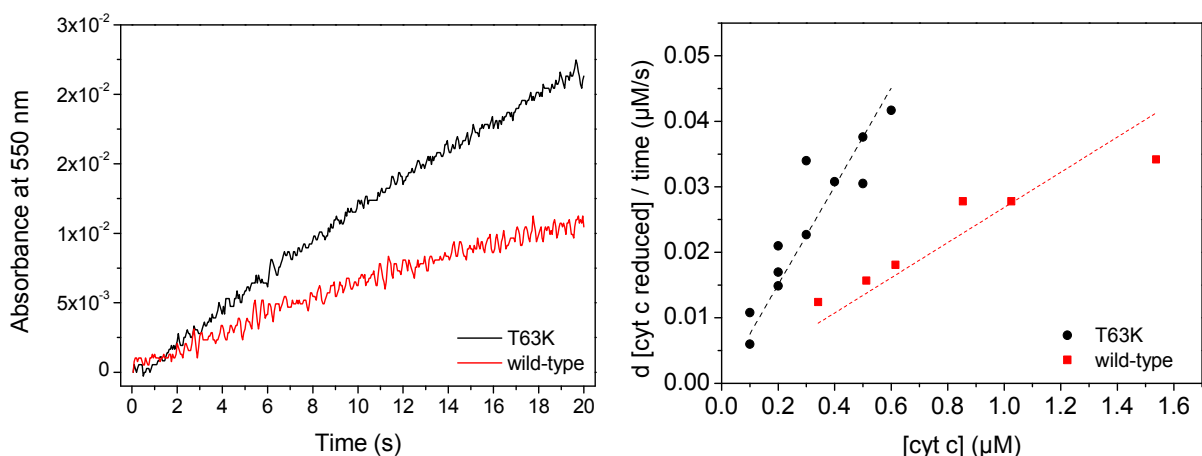 3x10-2
2x10-2
2x10-2
1x10-2
5x10-3
0
Absorbance at 550 nm
0 2 4 6 8 10 12 14 16 18 20
Time (s)
T63K
wild-type
0.05
0.04
0.03
0.02
0.01
0.00
d [cyt c reduced] / time (µM/s)
0.0 0.2 0.4 0.6 0.8 1.0 1.2 1.4 1.6
[cyt c] (µM)
T63K
wild-type